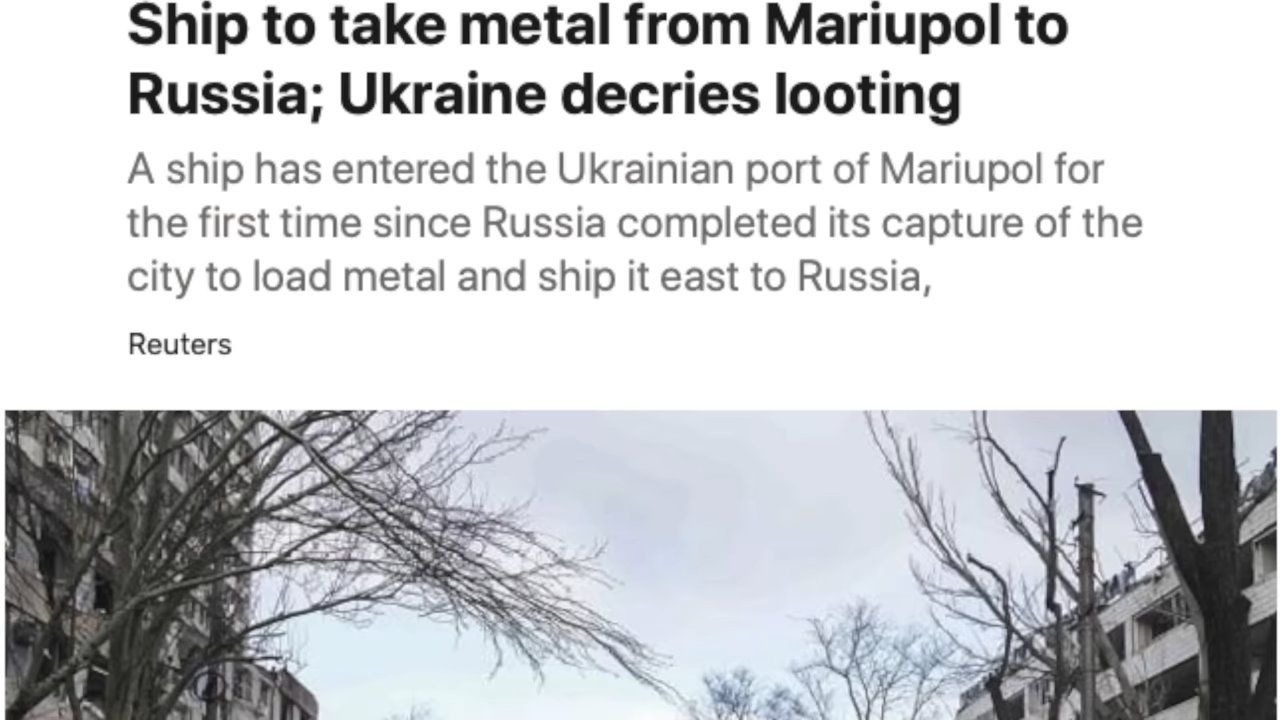 Ship to take metal from Mariupol to
Russia; Ukraine decries looting
A ship has entered the Ukrainian port of Mariupol for
the first time since Russia completed its capture of the
city to load metal and ship it east to Russia,
Reuters